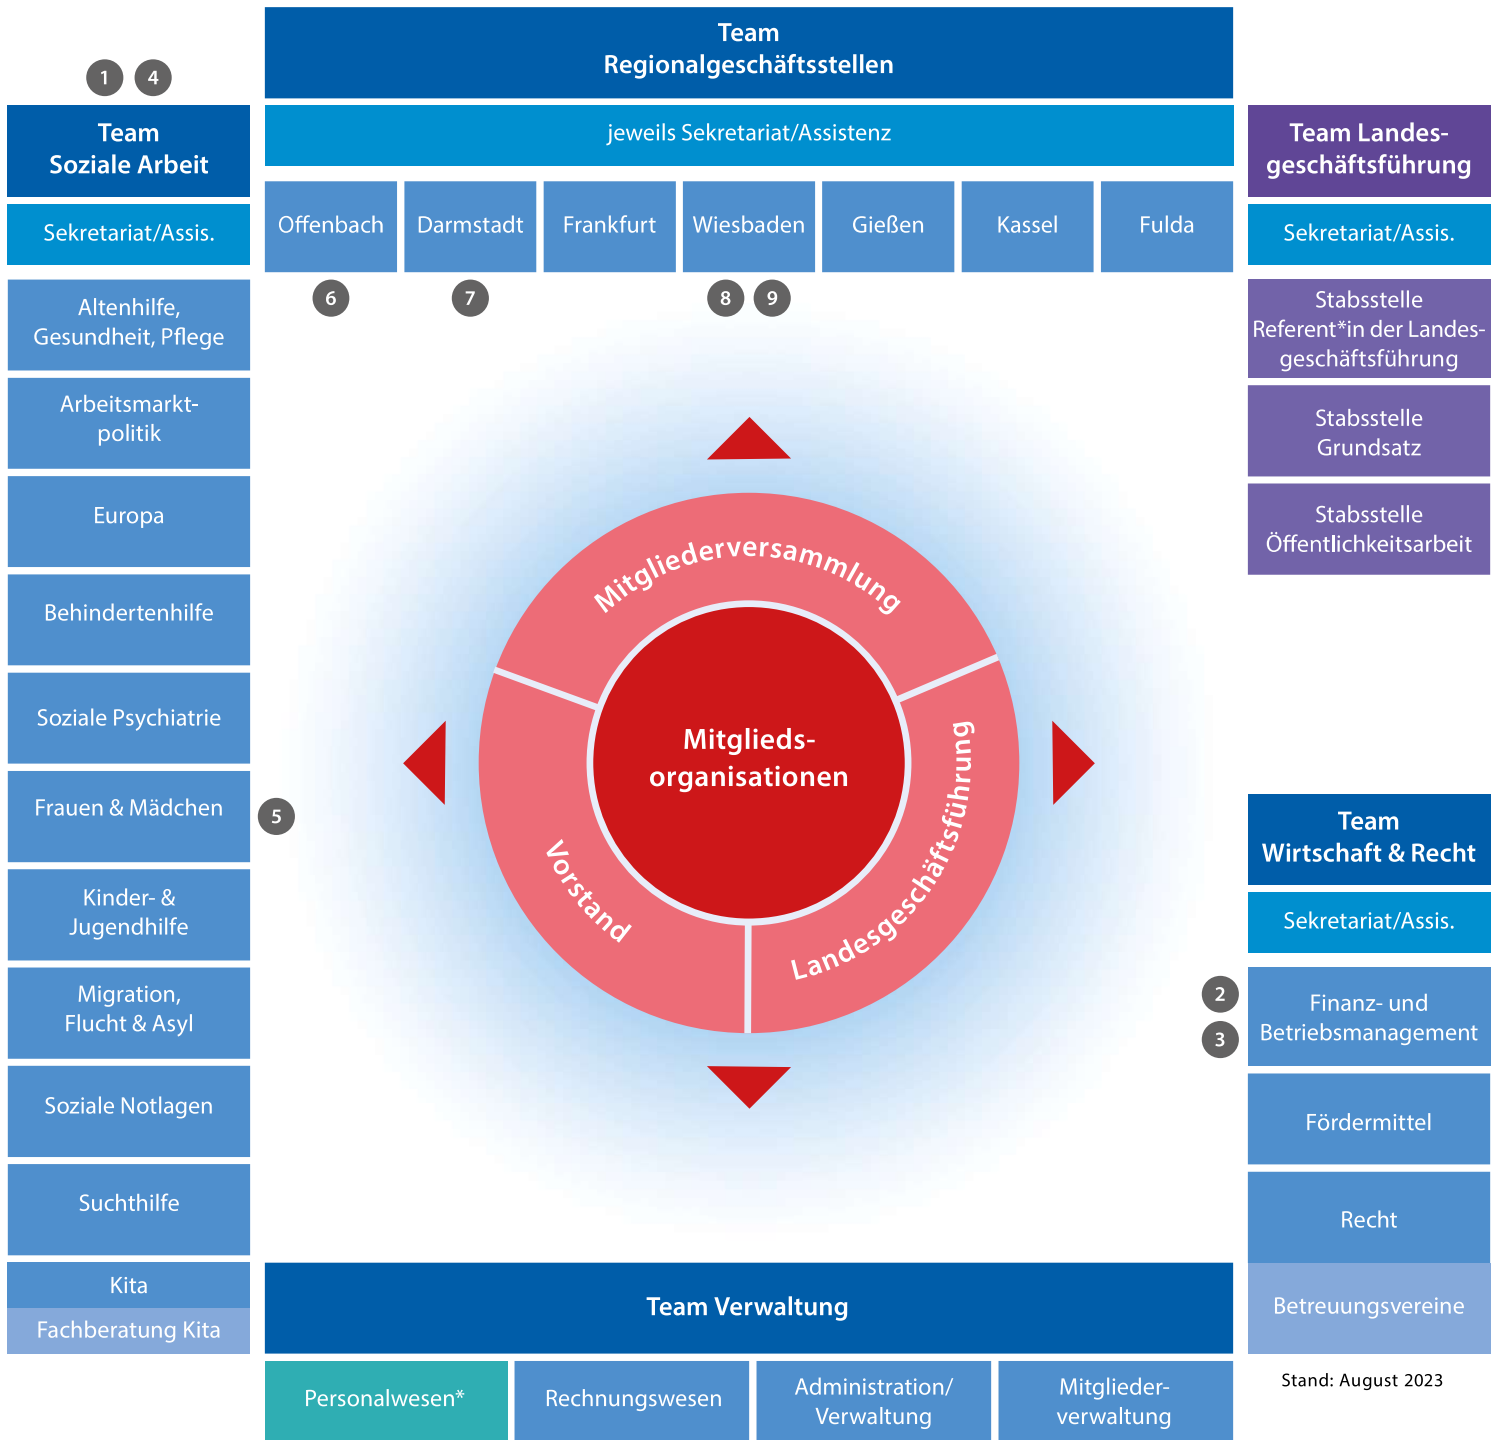 Team
Regionalgeschäftsstellen
jeweils Sekretariat/Assistenz
Offenbach
Darmstadt
Frankfurt
Wiesbaden
Gießen
Kassel
Fulda
6
7
8
9
1
4
Team
Soziale Arbeit
Sekretariat/Assis.
Altenhilfe,
Gesundheit, Pflege
Arbeitsmarkt-
politik
Europa
Behindertenhilfe
Soziale Psychiatrie
Frauen & Mädchen
5
Kinder- &
Jugendhilfe
Migration,
Flucht & Asyl
Soziale Notlagen
Suchthilfe
Kita
Fachberatung Kita
Mitgliederversammlung
Mitglieds-
organisationen
Vorstand
Landesgeschäftsführung
Team Landes-
geschäftsführung
Sekretariat/Assis.
Stabsstelle
Referent*in der Landes-
geschäftsführung
Stabsstelle
Grundsatz
Stabsstelle
Öffentlichkeitsarbeit
Team
Wirtschaft & Recht
Sekretariat/Assis.
2
3
Finanz- und
Betriebsmanagement
Fördermittel
Recht
Betreuungsvereine
Team Verwaltung
Personalwesen*
Rechnungswesen
Administration/
Verwaltung
Mitglieder-
verwaltung
Stand: August 2023